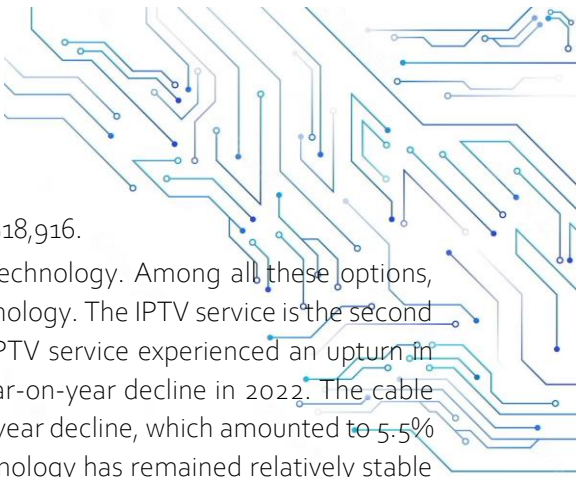 18,916.
echnology. Among all these options,
nology. The IPTV service is the second
PTV service experienced an upturn in
ar-on-year decline in 2022. The cable
year decline, which amounted to 5.5%
nology has remained relatively stable